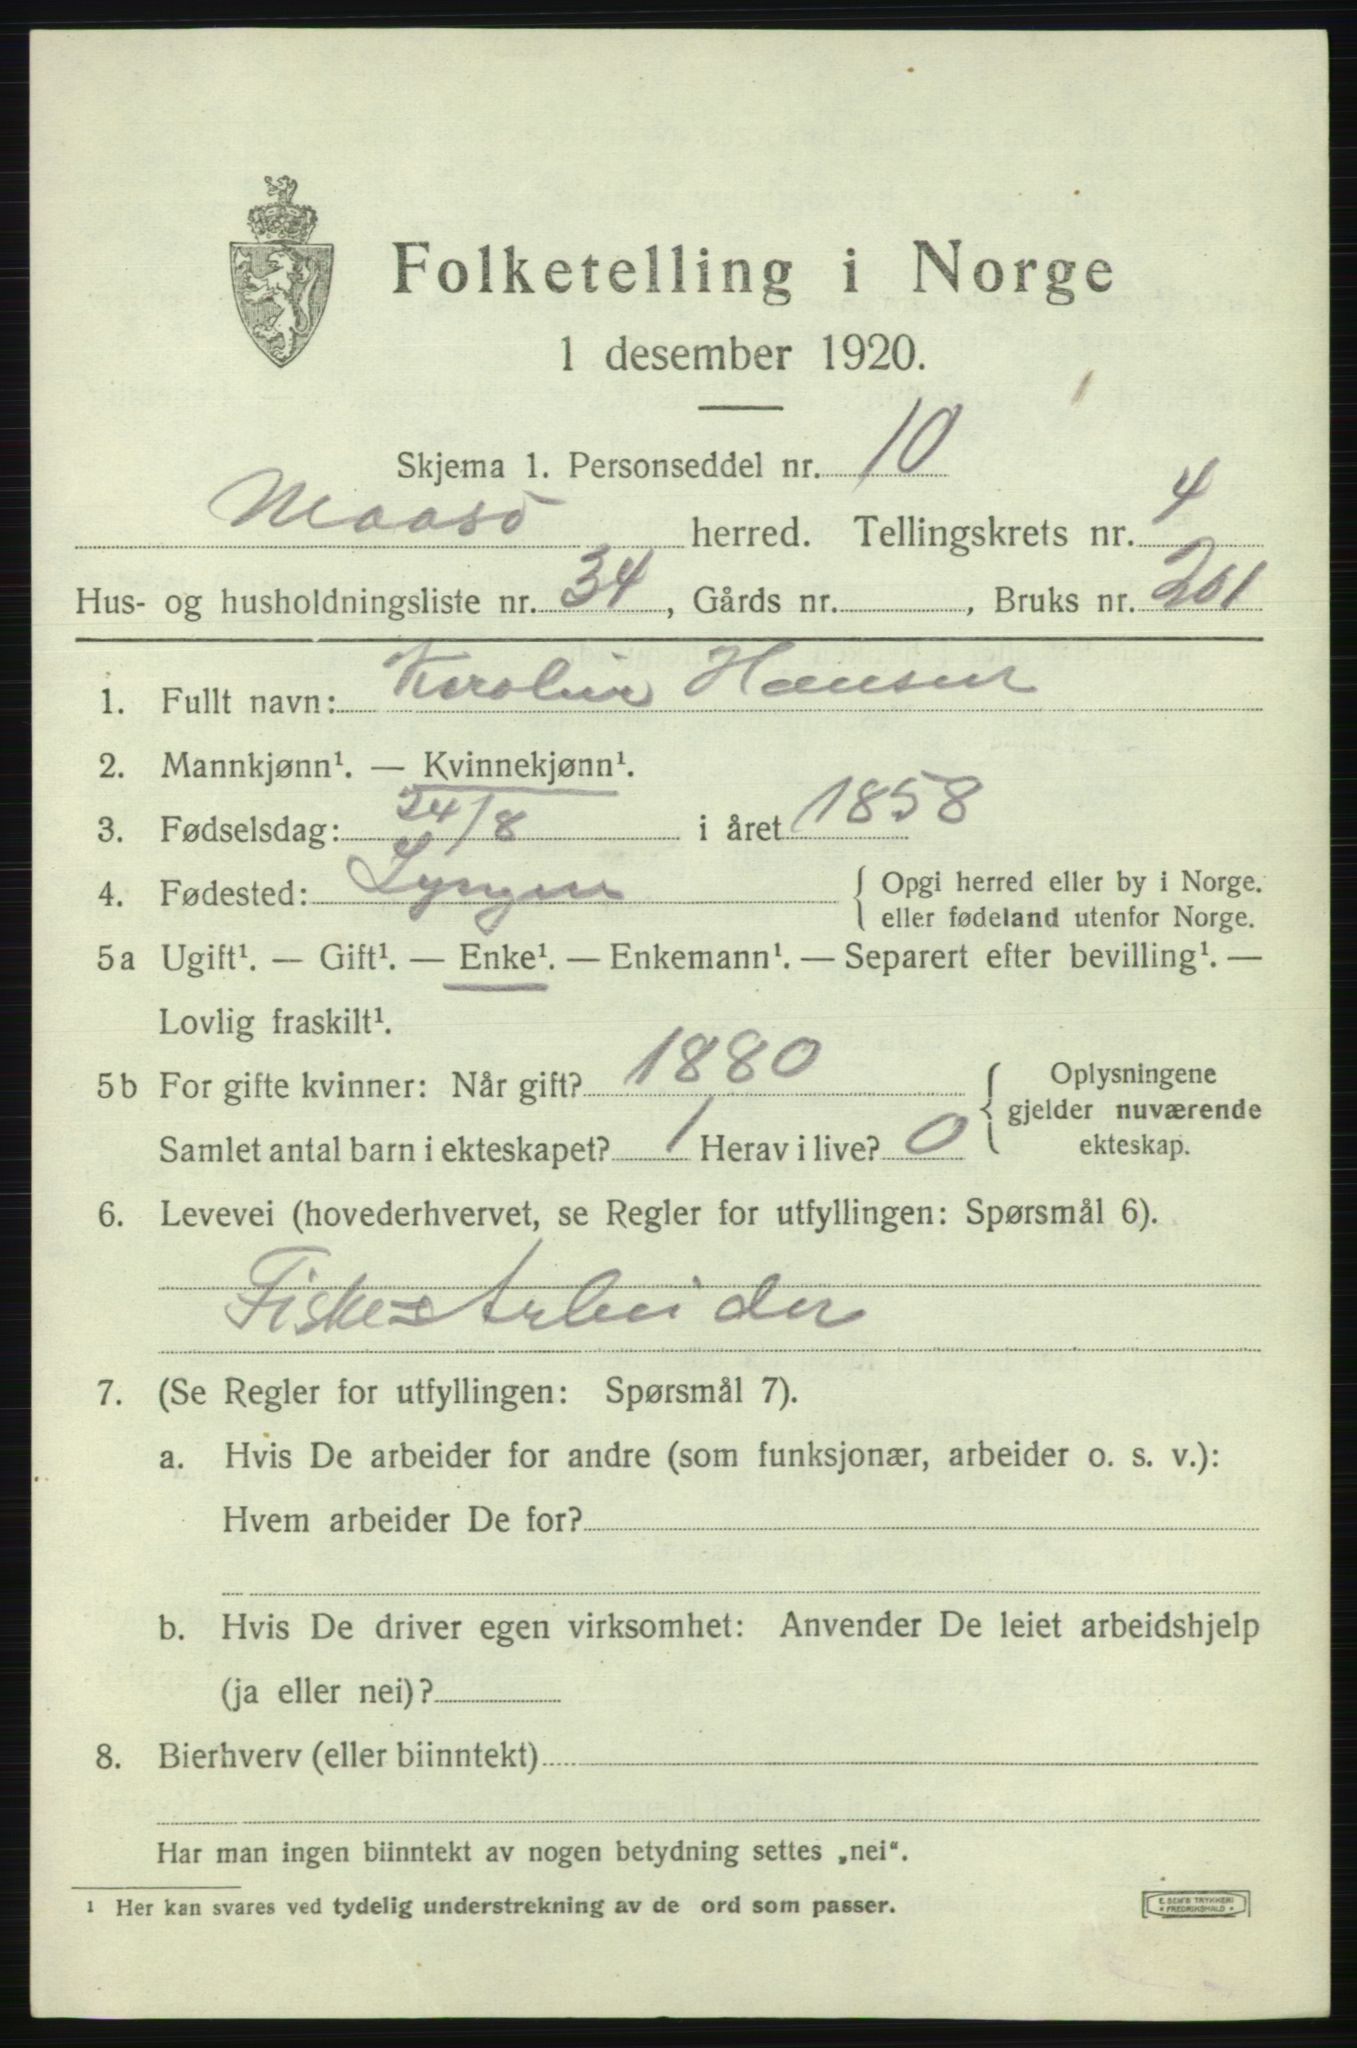 Folketelling i Norge
1 desember 1920.
Skjema 1. Personseddel nr. 10
Maasö herred. Tellingskrets nr. 4
Hus- og husholdningsliste nr. 34, Gårds nr. , Bruks nr. 201
1. Fullt navn: Karoline Hansen
2. Mannkjønn¹. — Kvinnekjønn¹.
3. Fødselsdag: 24/8 i året 1858
4. Fødested: Lyngen { Opgi herred eller by i Norge.
eller fødeland utenfor Norge.
5a Ugift¹. — Gift¹. — Enke¹. — Enkemann¹. — Separert efter bevilling¹. —
Lovlig fraskilt¹.
5b For gifte kvinner: Når gift? 1880
Samlet antal barn i ekteskapet? 1 Herav i live? 0
Oplysningene
gjelder nuværende
ekteskap.
6. Levevei (hovederhvervet, se Regler for utfyllingen: Spørsmål 6).
Fiske=Arbeider
7. (Se Regler for utfyllingen: Spørsmål 7).
a. Hvis De arbeider for andre (som funksjonær, arbeider o. s. v.):
Hvem arbeider De for?
b. Hvis De driver egen virksomhet: Anvender De leiet arbeidshjelp
(ja eller nei)?
8. Bierhverv (eller biinntekt)
Har man ingen biinntekt av nogen betydning settes „nei“.
¹ Her kan svares ved tydelig understrekning av de ord som passer.
E. SEM'S TRYKKERI
* FREDRIKSHALD *